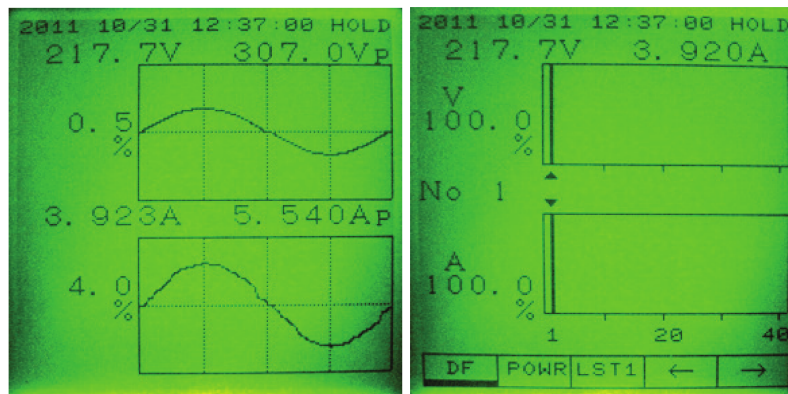 2011 10/31 12:37:00 HOLD
217.7V 307.0Vp
0.5
%
3.923A 5.540Ap
4.0
%
2011 10/31 12:37:00 HOLD
217.7V 3.920A
V
100.0
%
No 1
A
100.0
%
1 20 40
DF POWR LST1 ← →